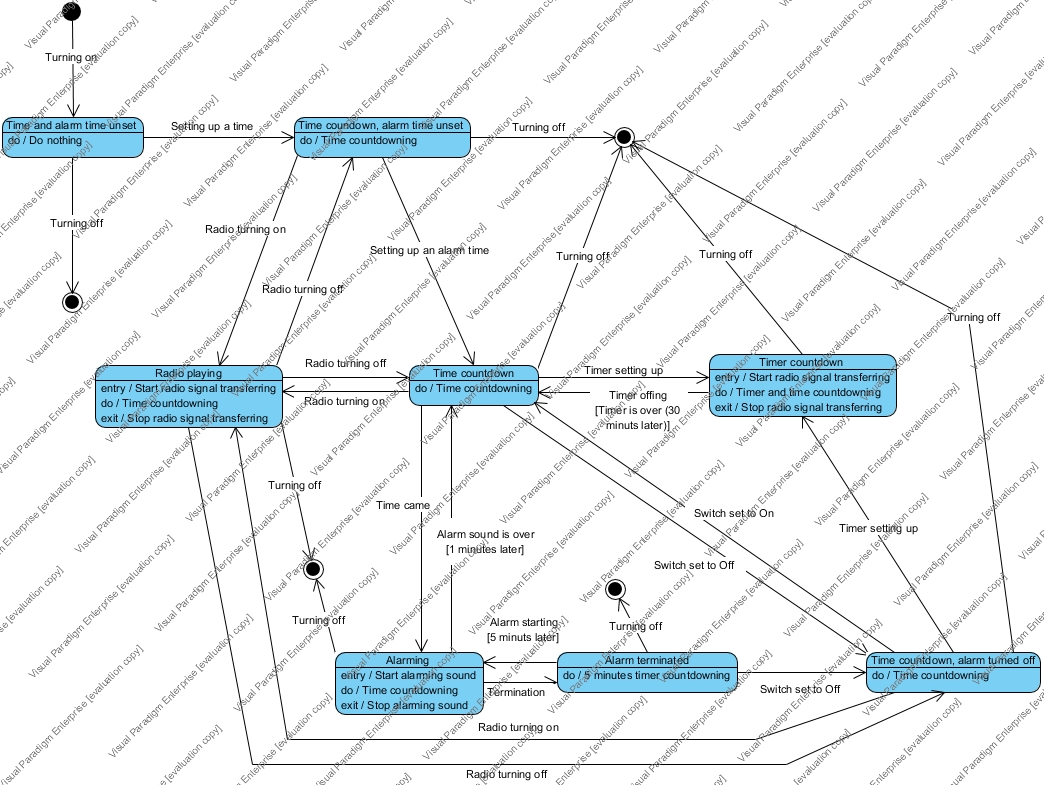 Turning on
Time and alarm time unset
do / Do nothing
Setting up a time
Time coundown, alarm time unset
do / Time countdowning
Turning off
Turning off
Radio turning on
Setting up an alarm time
Radio turning off
Turning off
Turning off
Turning off
Radio playing
entry / Start radio signal transferring
do / Time countdowning
exit / Stop radio signal transferring
Radio turning off
Radio turning on
Time countdown
do / Time countdowning
Timer setting up
Timer offing
[Timer is over (30
minuts later)]
Timer countdown
entry / Start radio signal transferring
do / Timer and time countdowning
exit / Stop radio signal transferring
Turning off
Time came
Alarm sound is over
[1 minutes later]
Switch set to On
Switch set to Off
Timer setting up
Turning off
Alarm starting
[5 minuts later]
Turning off
Alarming
entry / Start alarming sound
do / Time countdowning
exit / Stop alarming sound
Termination
Alarm terminated
do / 5 minutes timer countdowning
Switch set to Off
Time countdown, alarm turned off
do / Time countdowning
Radio turning on
Radio turning off
Visual Paradigm Enterprise [evaluation copy]